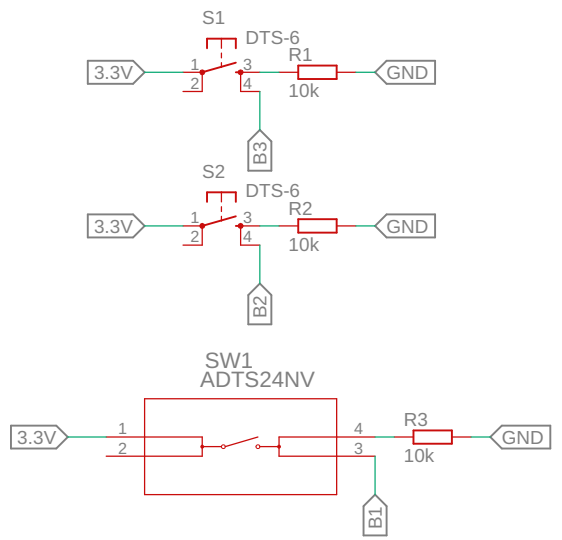 S1
DTS-6
3.3V
1
2
3
4
R1
10k
GND
B3
S2
DTS-6
3.3V
1
2
3
4
R2
10k
GND
B2
SW1
ADTS24NV
3.3V
1
2
4
3
R3
10k
GND
B1